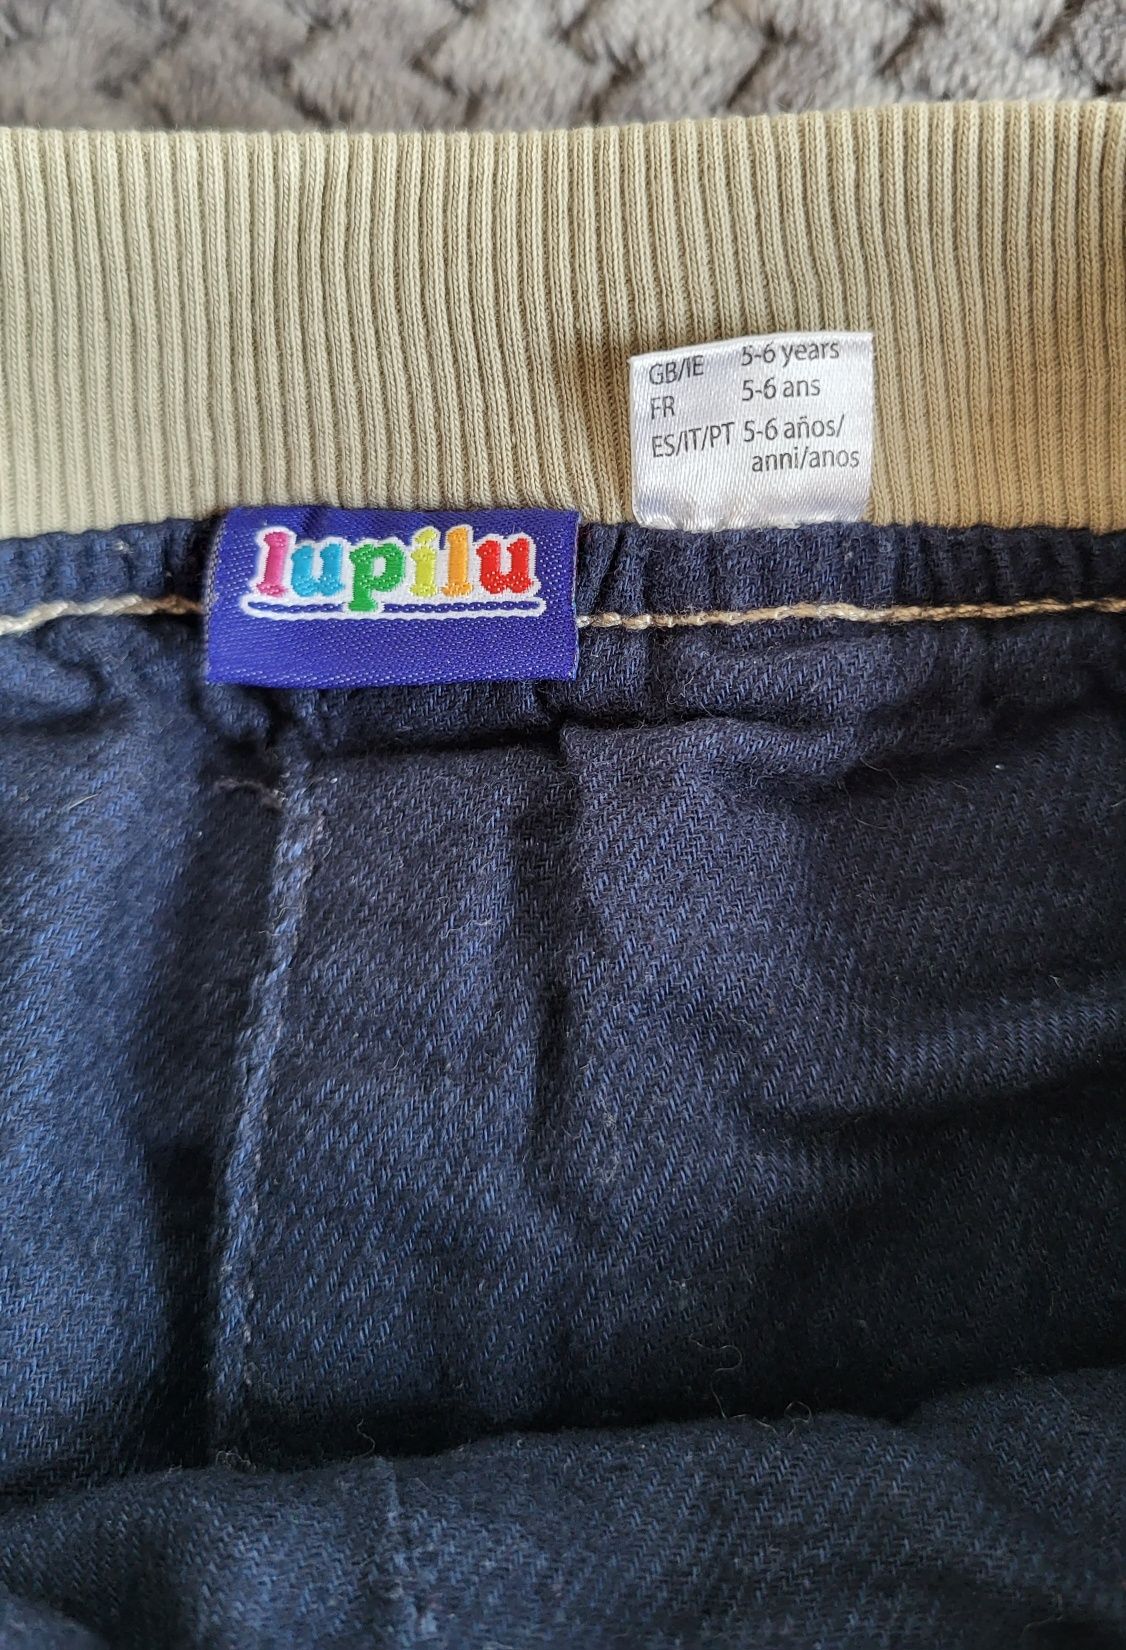 GB/IE 5-6 years
FR 5-6 ans
ES/IT/PT 5-6 años/
anni/anos
lupilu